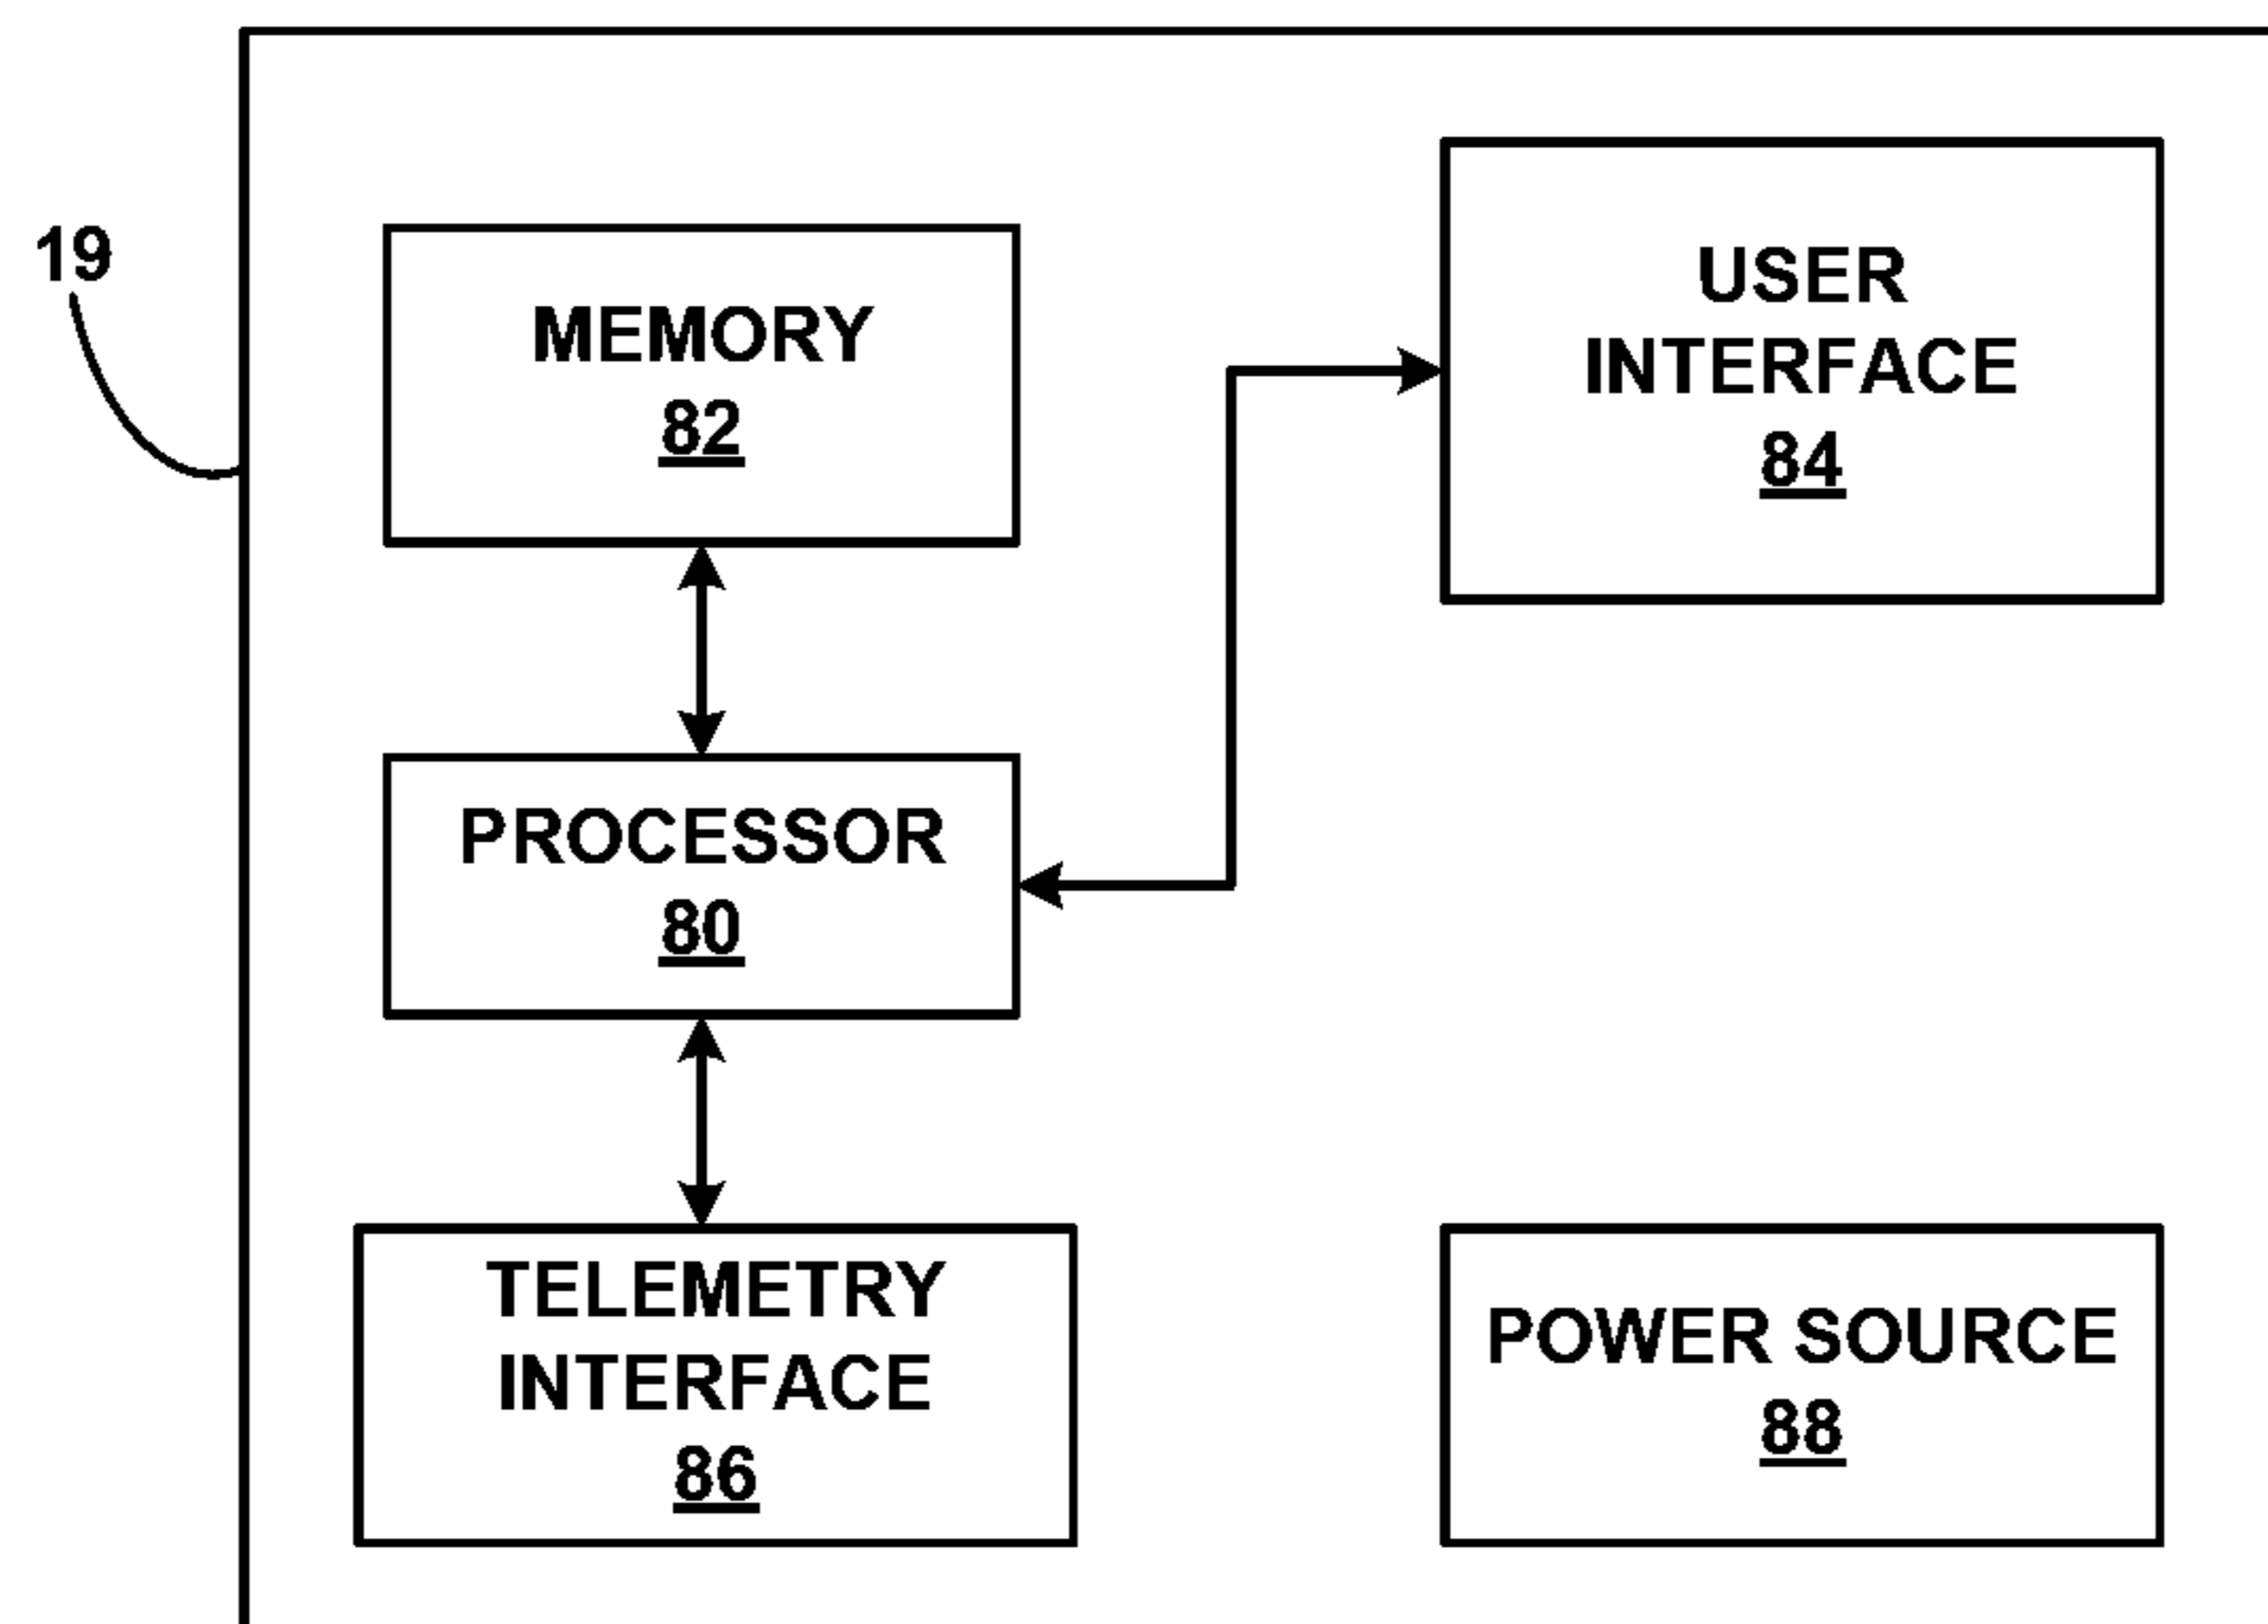 19
MEMORY
82
USER
INTERFACE
84
PROCESSOR
80
TELEMETRY
INTERFACE
86
POWER SOURCE
88